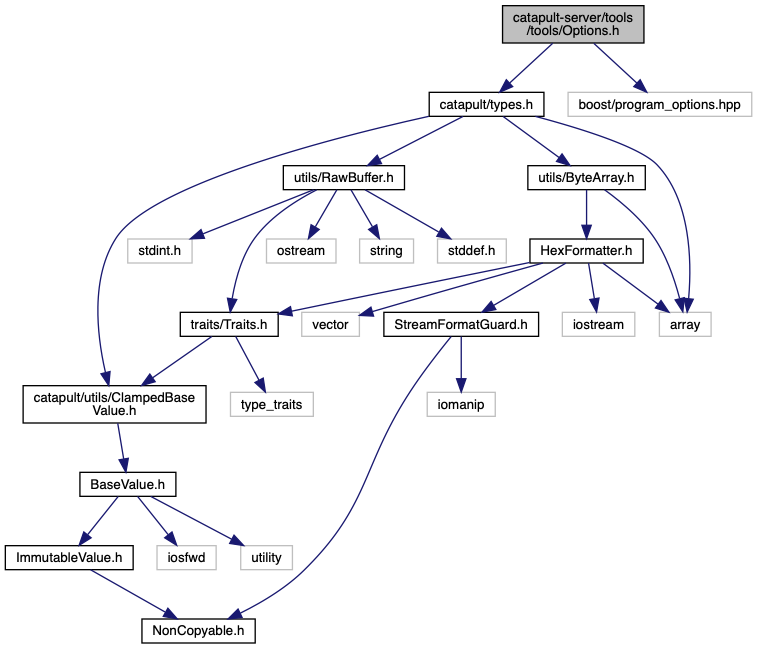 catapult-server/tools
/tools/Options.h
catapult/types.h
boost/program_options.hpp
utils/RawBuffer.h
utils/ByteArray.h
stdint.h
ostream
string
stddef.h
HexFormatter.h
traits/Traits.h
vector
StreamFormatGuard.h
iostream
array
catapult/utils/ClampedBase
Value.h
type_traits
iomanip
BaseValue.h
ImmutableValue.h
iosfwd
utility
NonCopyable.h